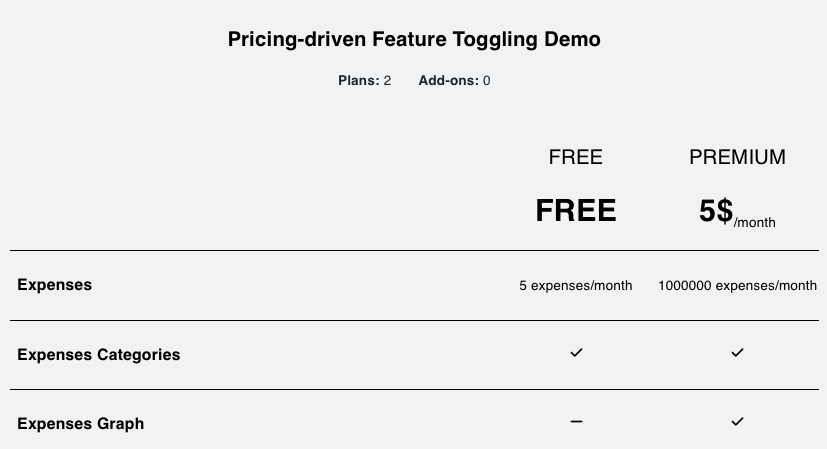 Pricing-driven Feature Toggling Demo
Plans: 2 Add-ons: 0
FREE PREMIUM
FREE 5$/month
Expenses 5 expenses/month 1000000 expenses/month
Expenses Categories ✓ ✓
Expenses Graph – ✓